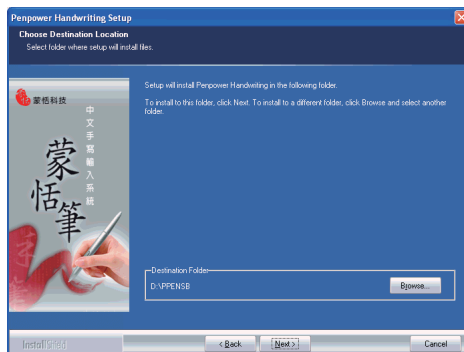 Penpower Handwriting Setup
Choose Destination Location
Select folder where setup will install files.
蒙恬科技
中文手寫輸入系統
蒙恬筆
Setup will install Penpower Handwriting in the following folder.
To install to this folder, click Next. To install to a different folder, click Browse and select another
folder.
Destination Folder
D:\PPENSB
Browse...
InstallShield
< Back
Next >
Cancel